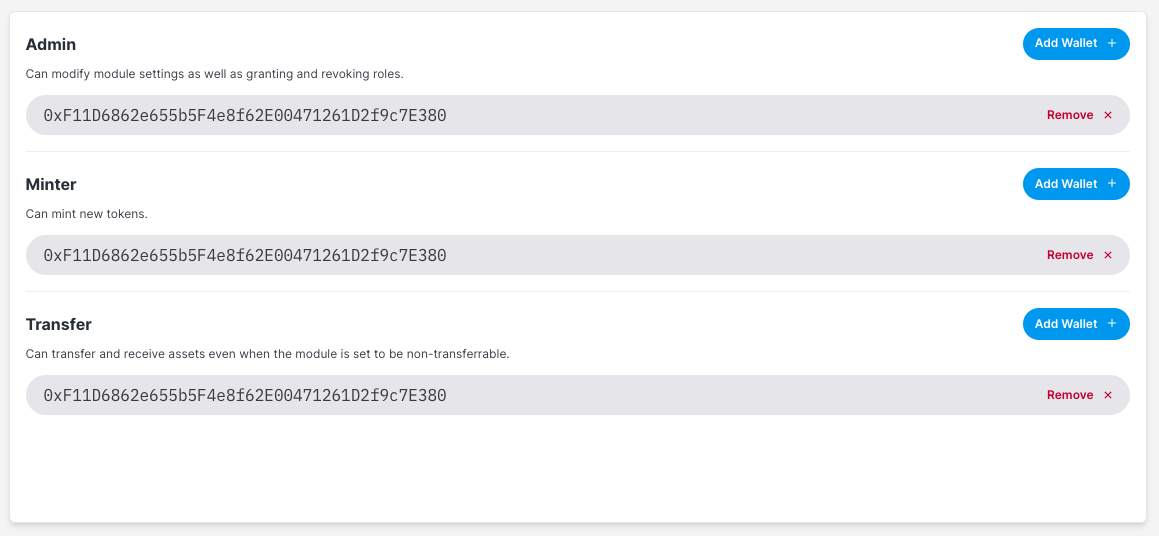 Admin
Add Wallet +
Can modify module settings as well as granting and revoking roles.
0xF11D6862e655b5F4e8f62E00471261D2f9c7E380
Remove ×
Minter
Add Wallet +
Can mint new tokens.
0xF11D6862e655b5F4e8f62E00471261D2f9c7E380
Remove ×
Transfer
Add Wallet +
Can transfer and receive assets even when the module is set to be non-transferrable.
0xF11D6862e655b5F4e8f62E00471261D2f9c7E380
Remove ×